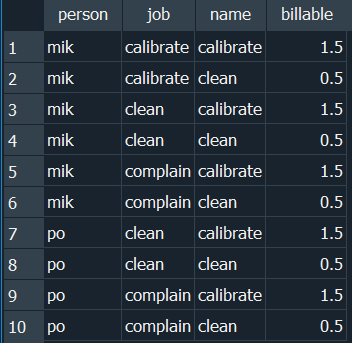 person job name billable
1 mik calibrate calibrate 1.5
2 mik calibrate clean 0.5
3 mik clean calibrate 1.5
4 mik clean clean 0.5
5 mik complain calibrate 1.5
6 mik complain clean 0.5
7 po clean calibrate 1.5
8 po clean clean 0.5
9 po complain calibrate 1.5
10 po complain clean 0.5